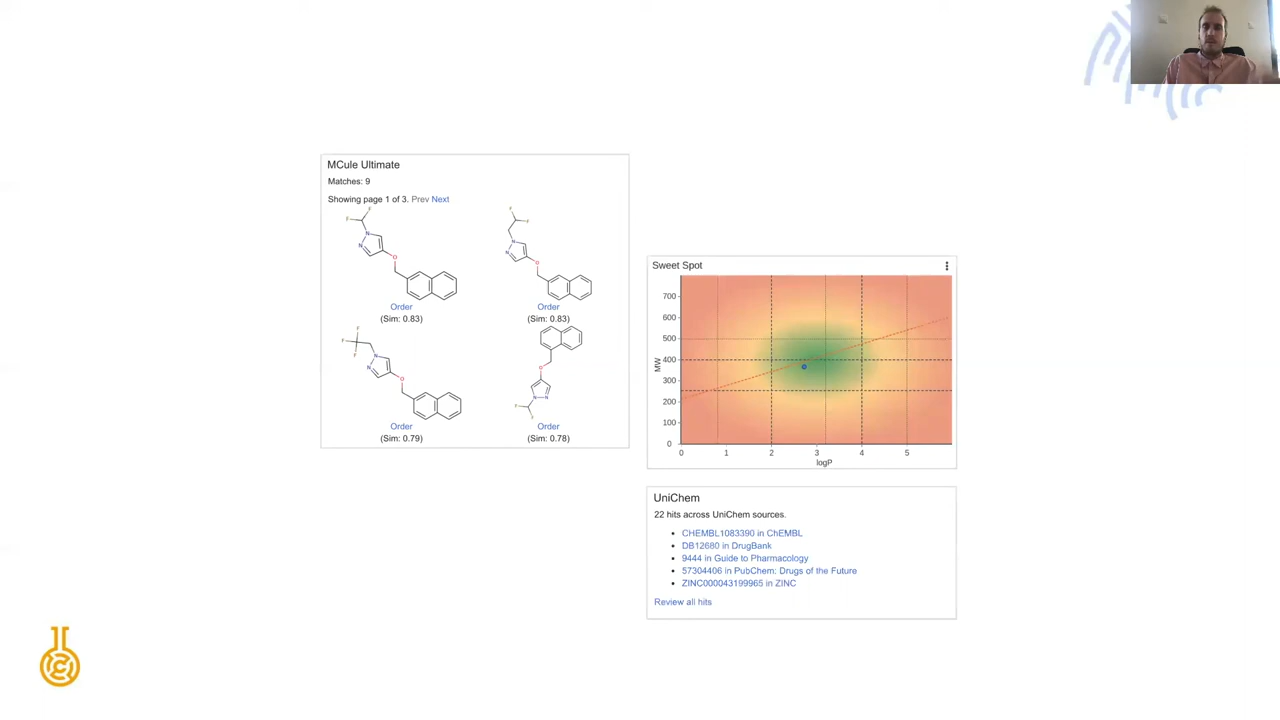 MCule Ultimate
Matches: 9
Showing page 1 of 3. Prev Next
F F
N
N
O
Order
(Sim: 0.83)
F
F
N
N
O
Order
(Sim: 0.83)
F
F
F
N
N
O
Order
(Sim: 0.79)
O
N N
F
F
Order
(Sim: 0.78)
Sweet Spot
MW
700
600
500
400
300
200
100
0
0 1 2 3 4 5
logP
UniChem
22 hits across UniChem sources.
• CHEMBL1083390 in ChEMBL
• DB12680 in DrugBank
• 9444 in Guide to Pharmacology
• 57304406 in PubChem: Drugs of the Future
• ZINC000043199965 in ZINC
Review all hits